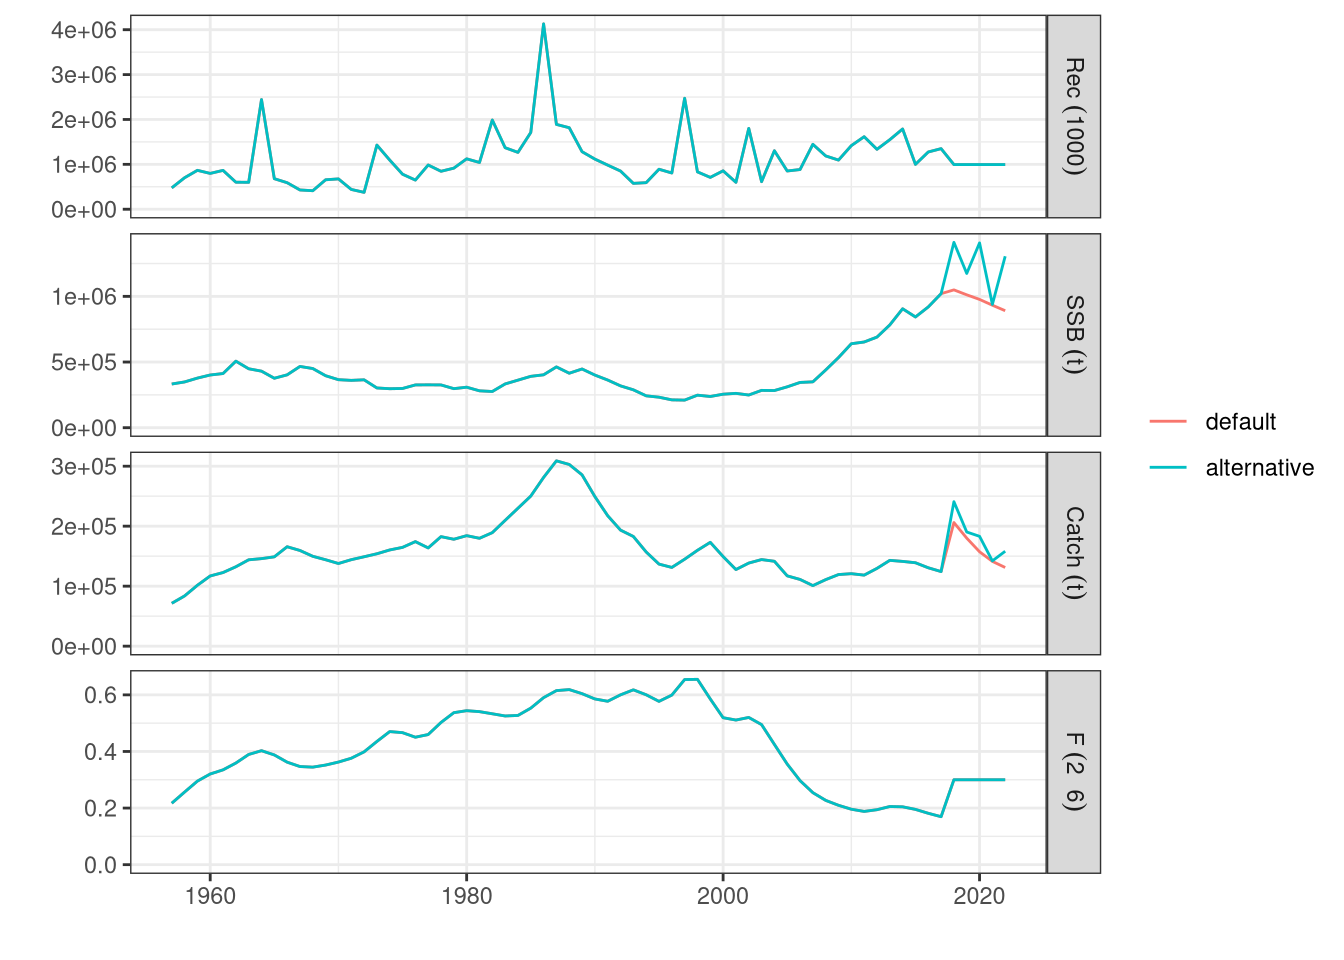 4e+06
3e+06
2e+06
1e+06
0e+00
Rec (1000)
1e+06
5e+05
0e+00
SSB (t)
3e+05
2e+05
1e+05
0e+00
Catch (t)
0.6
0.4
0.2
0.0
F (2 6)
1960
1980
2000
2020
default
alternative